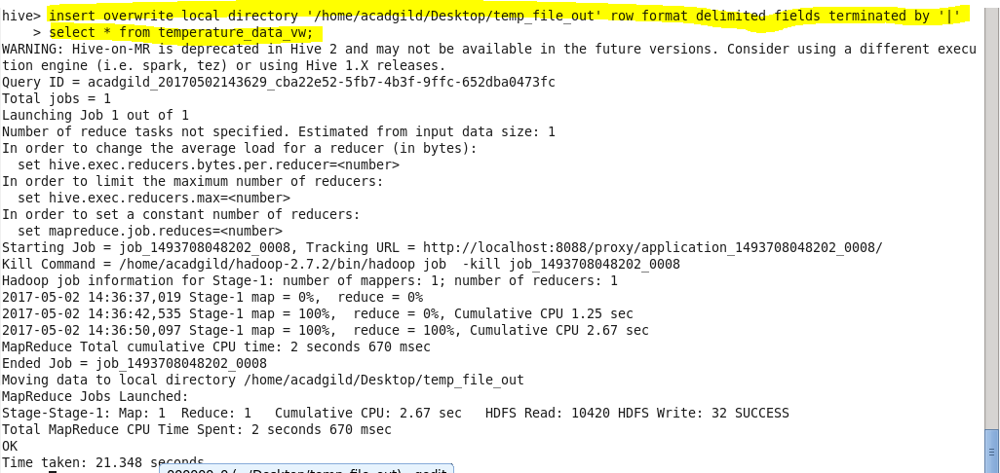 hive> insert overwrite local directory '/home/acadgild/Desktop/temp_file_out' row format delimited fields terminated by '|'
    > select * from temperature_data_vw;
WARNING: Hive-on-MR is deprecated in Hive 2 and may not be available in the future versions. Consider using a different execu
tion engine (i.e. spark, tez) or using Hive 1.X releases.
Query ID = acadgild_20170502143629_cba22e52-5fb7-4b3f-9ffc-652dba0473fc
Total jobs = 1
Launching Job 1 out of 1
Number of reduce tasks not specified. Estimated from input data size: 1
In order to change the average load for a reducer (in bytes):
  set hive.exec.reducers.bytes.per.reducer=<number>
In order to limit the maximum number of reducers:
  set hive.exec.reducers.max=<number>
In order to set a constant number of reducers:
  set mapreduce.job.reduces=<number>
Starting Job = job_1493708048202_0008, Tracking URL = http://localhost:8088/proxy/application_1493708048202_0008/
Kill Command = /home/acadgild/hadoop-2.7.2/bin/hadoop job  -kill job_1493708048202_0008
Hadoop job information for Stage-1: number of mappers: 1; number of reducers: 1
2017-05-02 14:36:37,019 Stage-1 map = 0%,  reduce = 0%
2017-05-02 14:36:42,535 Stage-1 map = 100%,  reduce = 0%, Cumulative CPU 1.25 sec
2017-05-02 14:36:50,097 Stage-1 map = 100%,  reduce = 100%, Cumulative CPU 2.67 sec
MapReduce Total cumulative CPU time: 2 seconds 670 msec
Ended Job = job_1493708048202_0008
Moving data to local directory /home/acadgild/Desktop/temp_file_out
MapReduce Jobs Launched:
Stage-Stage-1: Map: 1  Reduce: 1   Cumulative CPU: 2.67 sec   HDFS Read: 10420 HDFS Write: 32 SUCCESS
Total MapReduce CPU Time Spent: 2 seconds 670 msec
OK
Time taken: 21.348 seconds